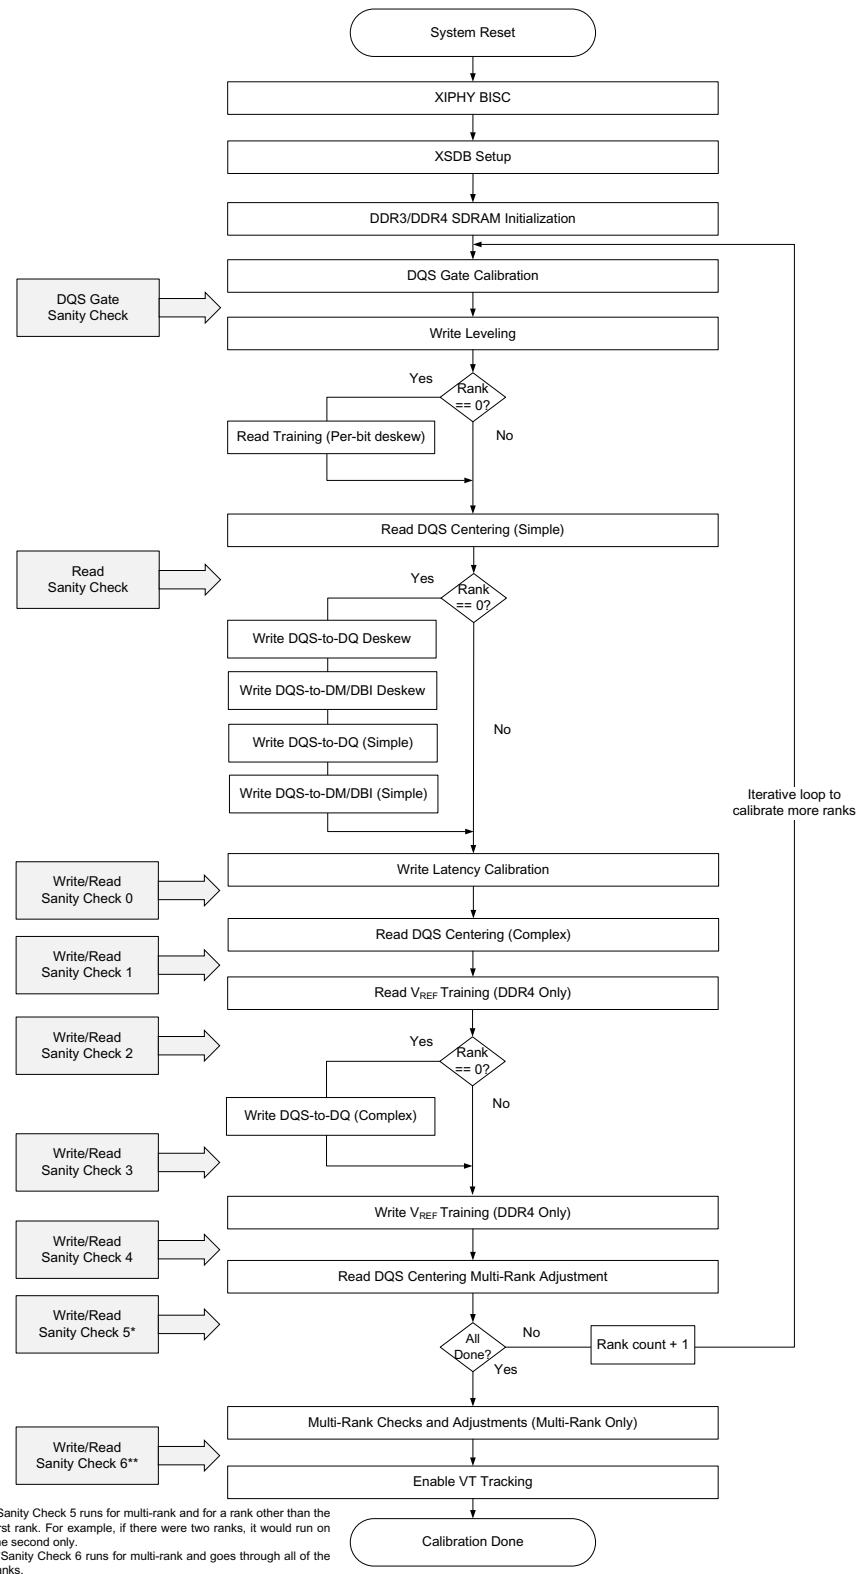 System Reset
XIPHY BISC
XSDB Setup
DDR3/DDR4 SDRAM Initialization
DQS Gate Calibration
DQS Gate
Sanity Check
Write Leveling
Yes
Rank
== 0?
Read Training (Per-bit deskew)
No
Read DQS Centering (Simple)
Read
Sanity Check
Yes
Rank
== 0?
Write DQS-to-DQ Deskew
Write DQS-to-DM/DBI Deskew
No
Write DQS-to-DQ (Simple)
Write DQS-to-DM/DBI (Simple)
Iterative loop to
calibrate more ranks
Write Latency Calibration
Write/Read
Sanity Check 0
Read DQS Centering (Complex)
Write/Read
Sanity Check 1
Read VREF Training (DDR4 Only)
Write/Read
Sanity Check 2
Yes
Rank
== 0?
No
Write DQS-to-DQ (Complex)
Write/Read
Sanity Check 3
Write VREF Training (DDR4 Only)
Write/Read
Sanity Check 4
Read DQS Centering Multi-Rank Adjustment
Write/Read
Sanity Check 5*
All
Done?
No
Rank count + 1
Yes
Multi-Rank Checks and Adjustments (Multi-Rank Only)
Write/Read
Sanity Check 6**
Enable VT Tracking
Sanity Check 5 runs for multi-rank and for a rank other than the
rank. For example, if there were two ranks, it would run on
second only.
Sanity Check 6 runs for multi-rank and goes through all of the
Calibration Done